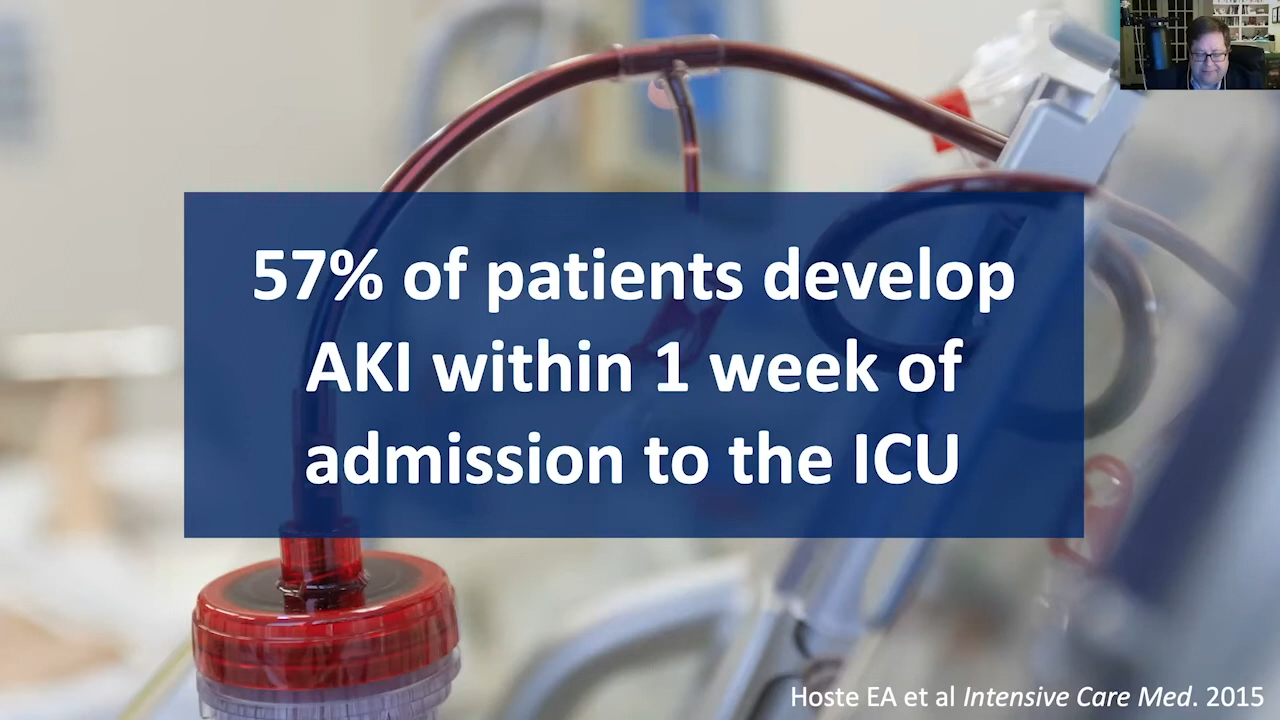 57% of patients develop
AKI within 1 week of
admission to the ICU
Hoste EA et al Intensive Care Med. 2015